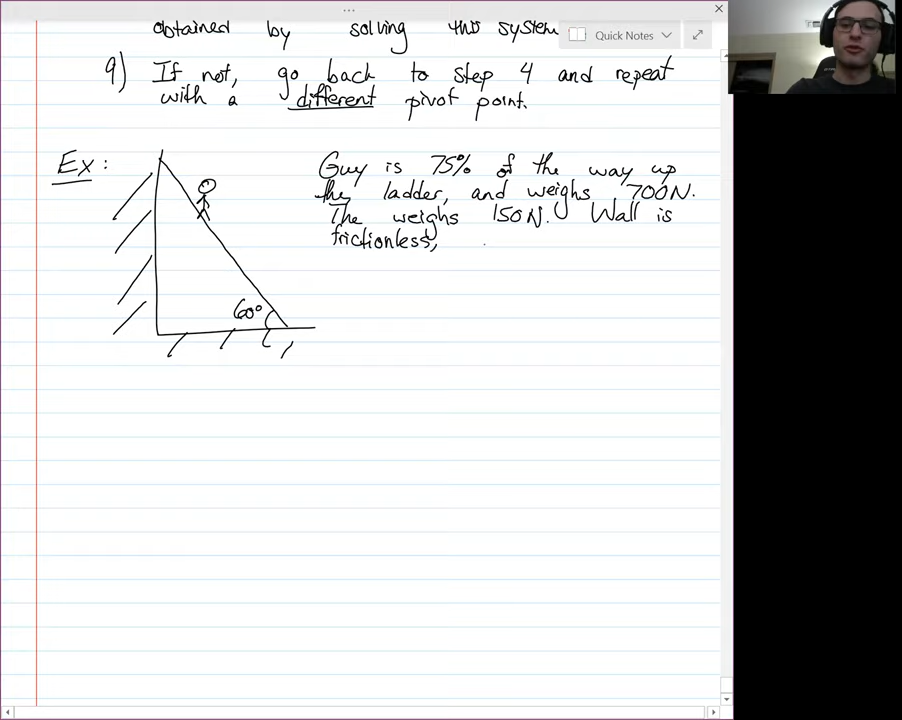 obtained by solving this system
Quick Notes
9) If not, go back to step 4 and repeat
with a different pivot point.
Ex:
Guy is 75% of the way up
the ladder, and weighs 700N.
The weighs 150N. Wall is
frictionless,
60°